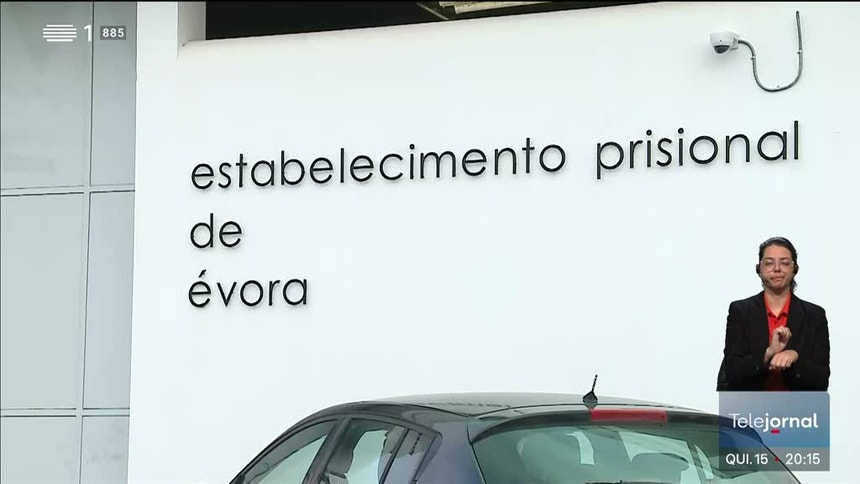 1 885
estabelecimento prisional
de
évora
Telejornal
QUI. 15 • 20:15